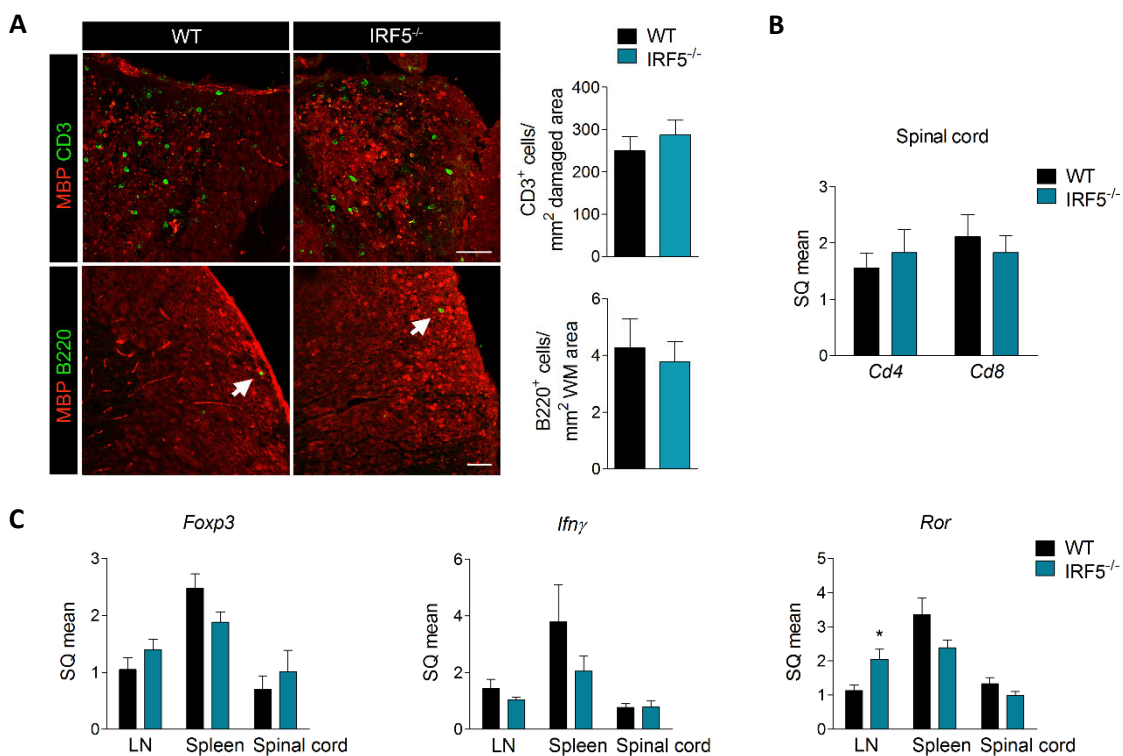 A
WT
IRF5⁻/⁻
MBP CD3
MBP B220
WT
IRF5⁻/⁻
CD3⁺ cells/
mm² damaged area
400
300
200
100
0
B220⁺ cells/
mm² WM area
6
4
2
0
B
Spinal cord
WT
IRF5⁻/⁻
SQ mean
3
2
1
0
Cd4 Cd8
C
Foxp3
SQ mean
3
2
1
0
LN Spleen Spinal cord
Ifnγ
SQ mean
6
4
2
0
LN Spleen Spinal cord
Ror
WT
IRF5⁻/⁻
SQ mean
5
4
3
2
1
0
*
LN Spleen Spinal cord